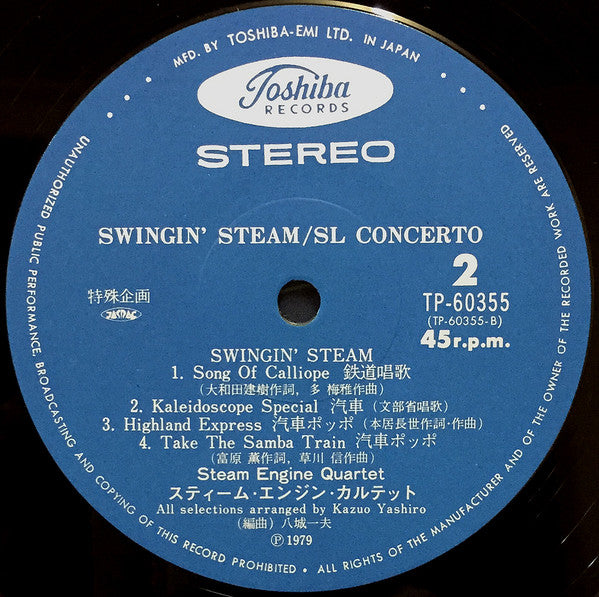 MFD. BY TOSHIBA-EMI LTD. IN JAPAN
Toshiba
RECORDS
STEREO
SWINGIN' STEAM/SL CONCERTO
2
特殊企画
TP-60355
JASRAC
(TP-60355-B)
45r.p.m.
SWINGIN' STEAM
1. Song Of Calliope 鉄道唱歌
(大和田建樹作詞, 多 梅雅作曲)
2. Kaleidoscope Special 汽車 (文部省唱歌)
3. Highland Express 汽車ポッポ (本居長世作詞・作曲)
4. Take The Samba Train 汽車ポッポ
(富原 薫作詞, 草川 信作曲)
Steam Engine Quartet
スティーム・エンジン・カルテット
All selections arranged by Kazuo Yashiro
(編曲) 八城一夫
Ⓟ 1979
UNAUTHORIZED PUBLIC PERFORMANCE, BROADCASTING AND COPYING OF THIS RECORD PROHIBITED • ALL RIGHTS OF THE MANUFACTURER AND OF THE OWNER OF THE RECORDED WORK ARE RESERVED